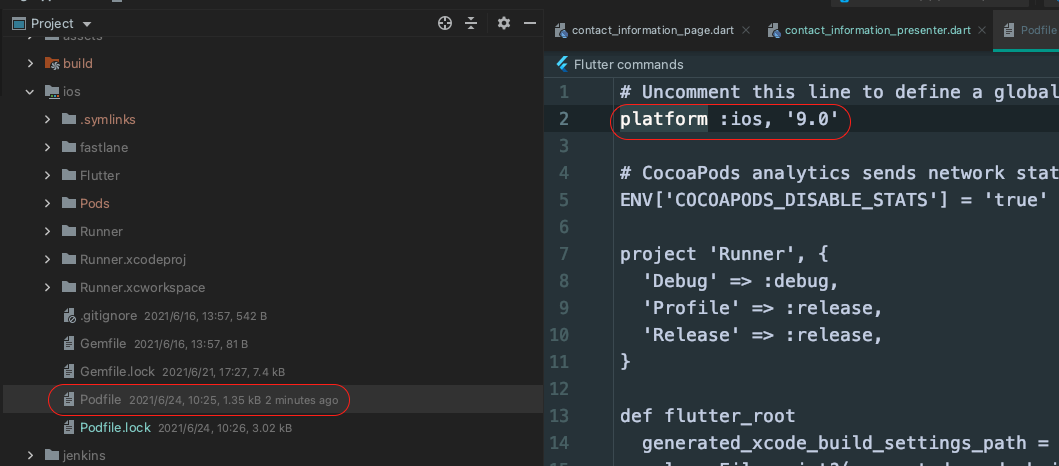 Project
assets
build
ios
.symlinks
fastlane
Flutter
Pods
Runner
Runner.xcodeproj
Runner.xcworkspace
.gitignore 2021/6/16, 13:57, 542 B
Gemfile 2021/6/16, 13:57, 81 B
Gemfile.lock 2021/6/21, 17:27, 7.4 kB
Podfile 2021/6/24, 10:25, 1.35 kB 2 minutes ago
Podfile.lock 2021/6/24, 10:26, 3.02 kB
jenkins
contact_information_page.dart
contact_information_presenter.dart
Podfile
Flutter commands
1 # Uncomment this line to define a global
2 platform :ios, '9.0'
3
4 # CocoaPods analytics sends network stat
5 ENV['COCOAPODS_DISABLE_STATS'] = 'true'
6
7 project 'Runner', {
8 'Debug' => :debug,
9 'Profile' => :release,
10 'Release' => :release,
11 }
12
13 def flutter_root
14 generated_xcode_build_settings_path =